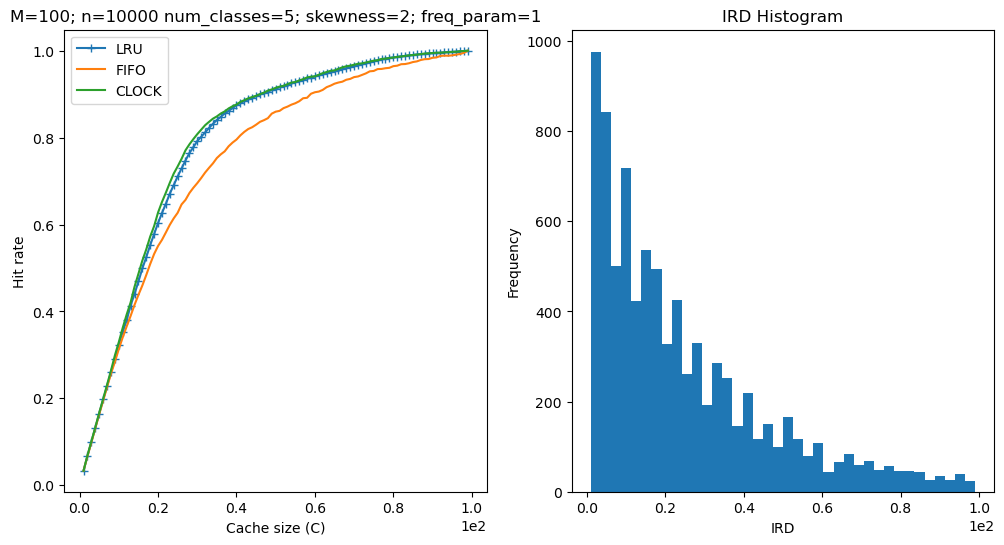 M=100; n=10000 num_classes=5; skewness=2; freq_param=1
1.0
0.8
0.6
0.4
0.2
0.0
Hit rate
LRU
FIFO
CLOCK
0.0 0.2 0.4 0.6 0.8 1.0
1e2
Cache size (C)
IRD Histogram
1000
800
600
400
200
0
Frequency
0.0 0.2 0.4 0.6 0.8 1.0
1e2
IRD